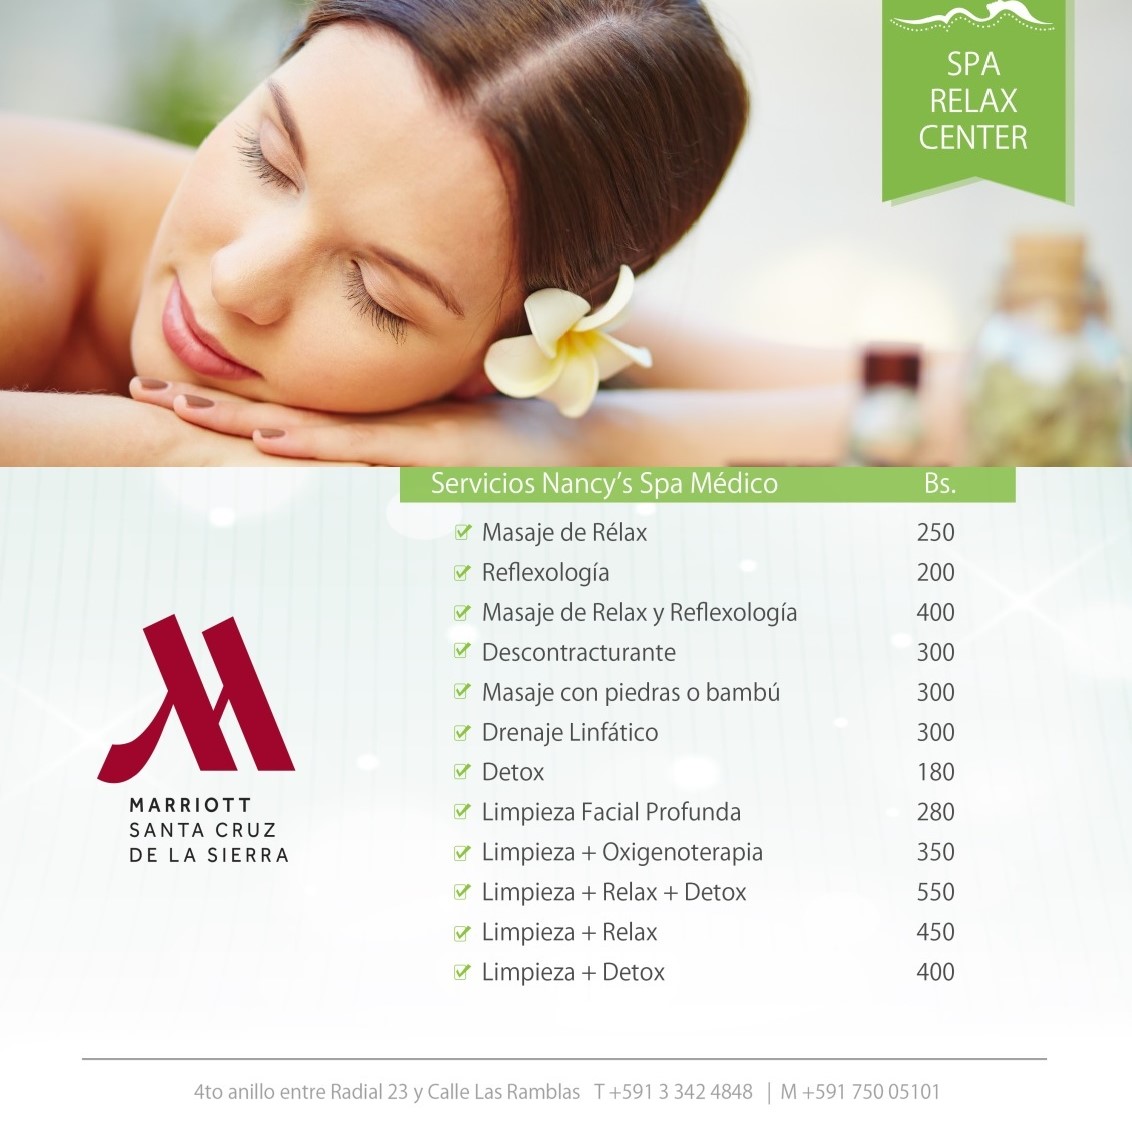 SPA
RELAX
CENTER
Servicios Nancy’s Spa Médico Bs.
Masaje de Rélax 250
Reflexología 200
Masaje de Relax y Reflexología 400
Descontracturante 300
Masaje con piedras o bambú 300
Drenaje Linfático 300
Detox 180
Limpieza Facial Profunda 280
Limpieza + Oxigenoterapia 350
Limpieza + Relax + Detox 550
Limpieza + Relax 450
Limpieza + Detox 400
MARRIOTT
SANTA CRUZ
DE LA SIERRA
4to anillo entre Radial 23 y Calle Las Ramblas T +591 3 342 4848 | M +591 750 05101